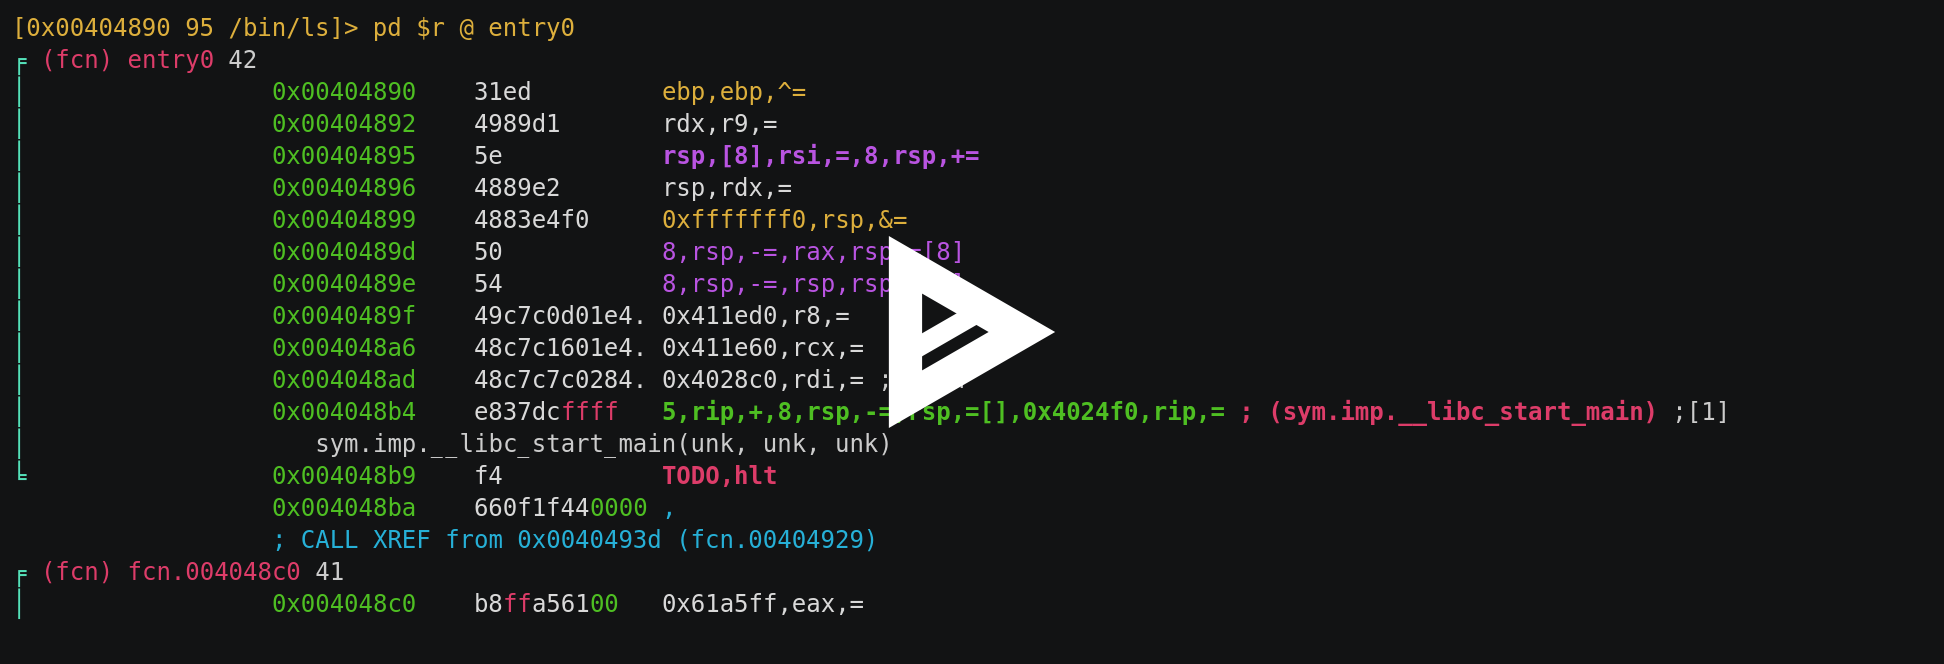 [0x00404890 95 /bin/ls]> pd $r @ entry0
(fcn) entry0 42
0x00404890 31ed ebp,ebp,^=
0x00404892 4989d1 rdx,r9,=
0x00404895 5e rsp,[8],rsi,=,8,rsp,+=
0x00404896 4889e2 rsp,rdx,=
0x00404899 4883e4f0 0xfffffff0,rsp,&=
0x0040489d 50 8,rsp,-=,rax,rsp,=[8]
0x0040489e 54 8,rsp,-=,rsp,rsp
0x0040489f 49c7c0d01e4. 0x411ed0,r8,=
0x004048a6 48c7c1601e4. 0x411e60,rcx,=
0x004048ad 48c7c7c0284. 0x4028c0,rdi,= ;
0x004048b4 e837dcffff 5,rip,+,8,rsp,-=,rsp,=[],0x4024f0,rip,= ; (sym.imp.__libc_start_main) ;[1]
sym.imp.__libc_start_main(unk, unk, unk)
0x004048b9 f4 TODO,hlt
0x004048ba 660f1f440000 ,
; CALL XREF from 0x0040493d (fcn.00404929)
(fcn) fcn.004048c0 41
0x004048c0 b8ffa56100 0x61a5ff,eax,=